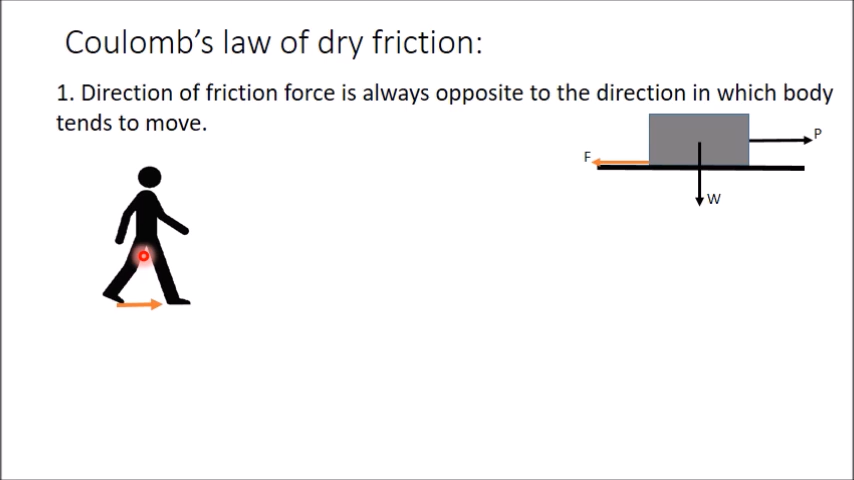 Coulomb's law of dry friction:
1. Direction of friction force is always opposite to the direction in which body
tends to move.
P
F
W